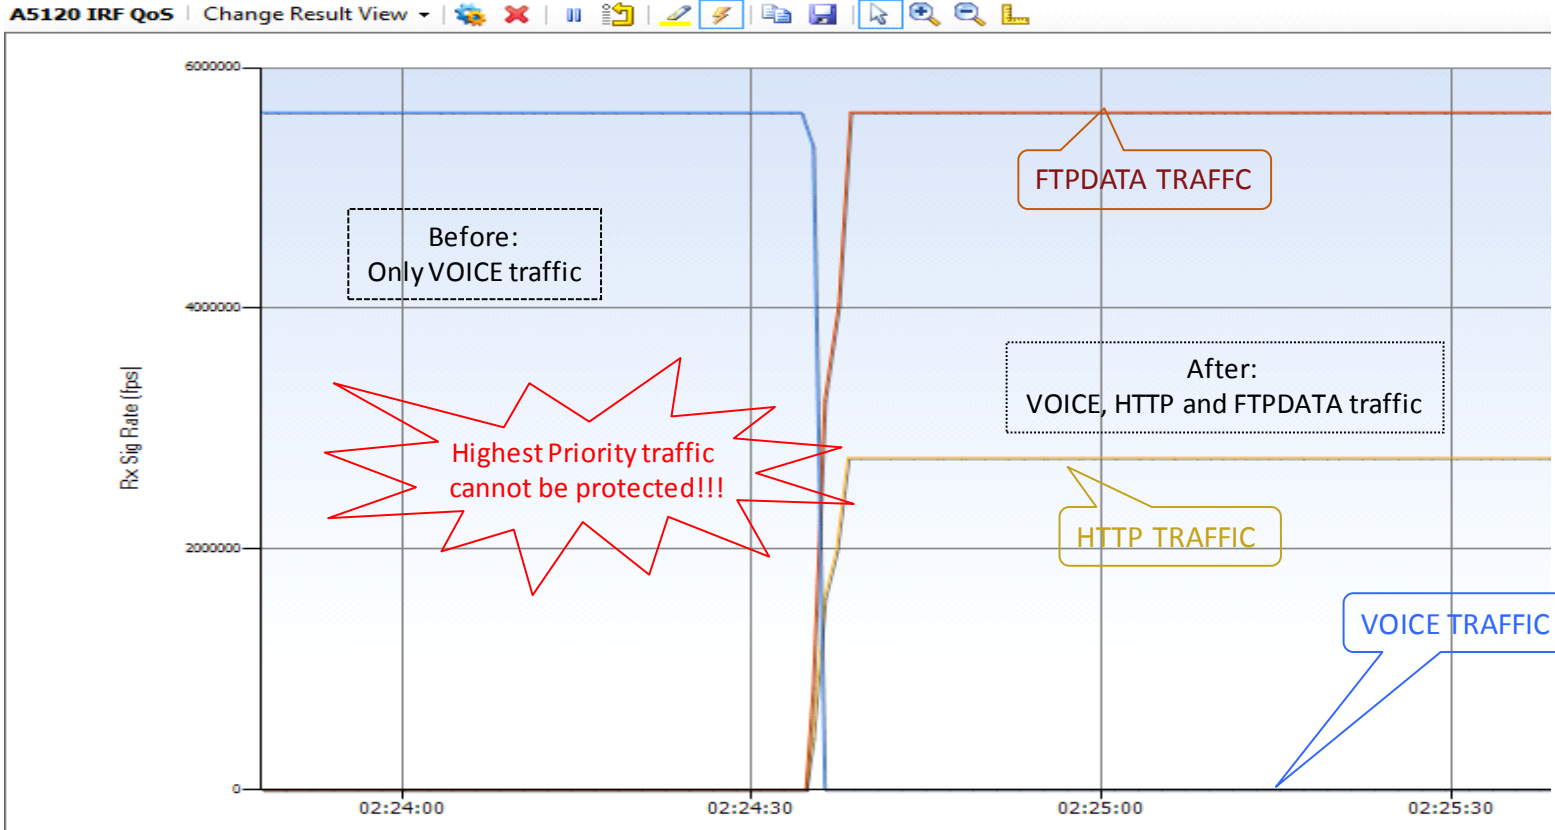 A5120 IRF QoS Change Result View
6000000
4000000
2000000
0
Rx Sig Rate (fps)
FTPDATA TRAFFC
Before:
Only VOICE traffic
After:
VOICE, HTTP and FTPDATA traffic
Highest Priority traffic
cannot be protected!!!
HTTP TRAFFIC
VOICE TRAFFIC
02:24:00
02:24:30
02:25:00
02:25:30